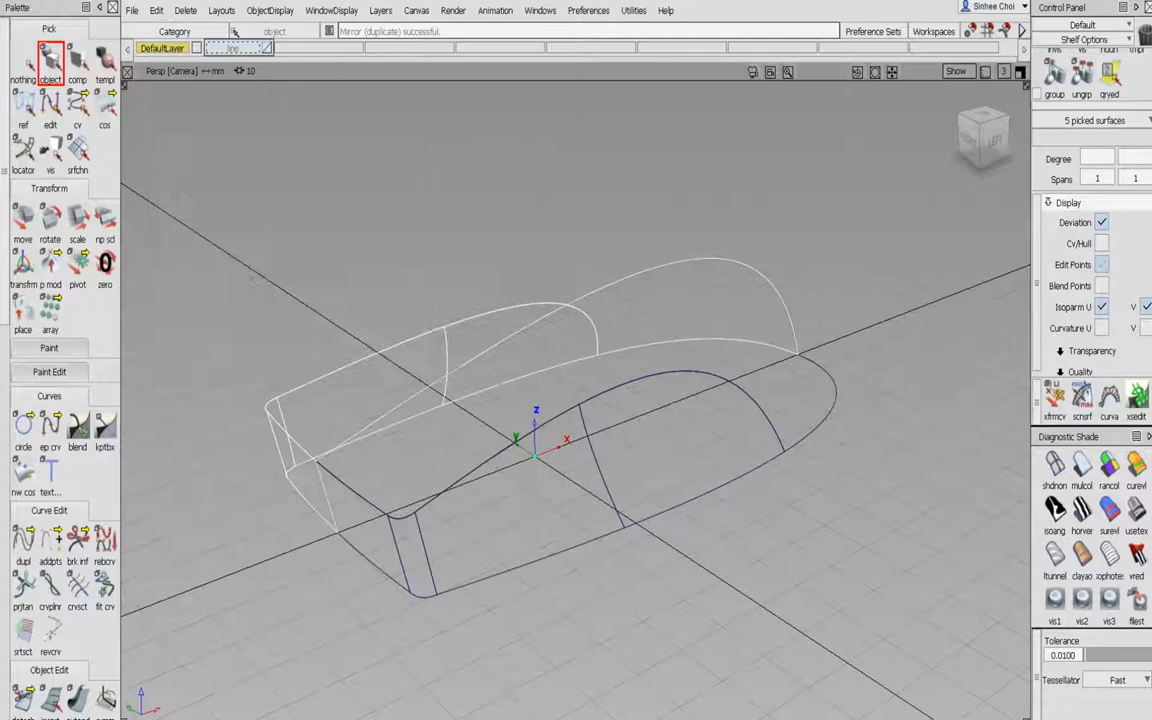 Palette
File Edit Delete Layouts ObjectDisplay WindowDisplay Layers Canvas Render Animation Windows Preferences Utilities Help
Sinhee Choi
Control Panel
Pick
Category
object
Mirror (duplicate) successful.
Preference Sets
Workspaces
Default
Shelf Options
DefaultLayer
line
Persp [Camera] mm 10
Show
3
nothing object comp templ
ref edit cv cos
locator vis srfchn
group ungrp qryed
5 picked surfaces
LEFT
Degree
Spans 1 1
Transform
move rotate scale np scl
transfrm p mod pivot zero
place array
Display
Deviation
Cv/Hull
Edit Points
Blend Points
Isoparm U V
Curvature U V
Transparency
Quality
Paint
Paint Edit
Curves
circle ep crv blend kptbx
nw cos text...
xfrmcv scnsrf curva xsedit
z
y
x
Diagnostic Shade
shdnon mulcol rancol curevl
isoang horver surevl usetex
ltunnel clayao isophote vred
vis1 vis2 vis3 filest
Curve Edit
dupl addpts brk inf rebcrv
prjtan crvplnr crvsct fit crv
srtsct revcrv
Object Edit
Tolerance
0.0100
Tessellator Fast